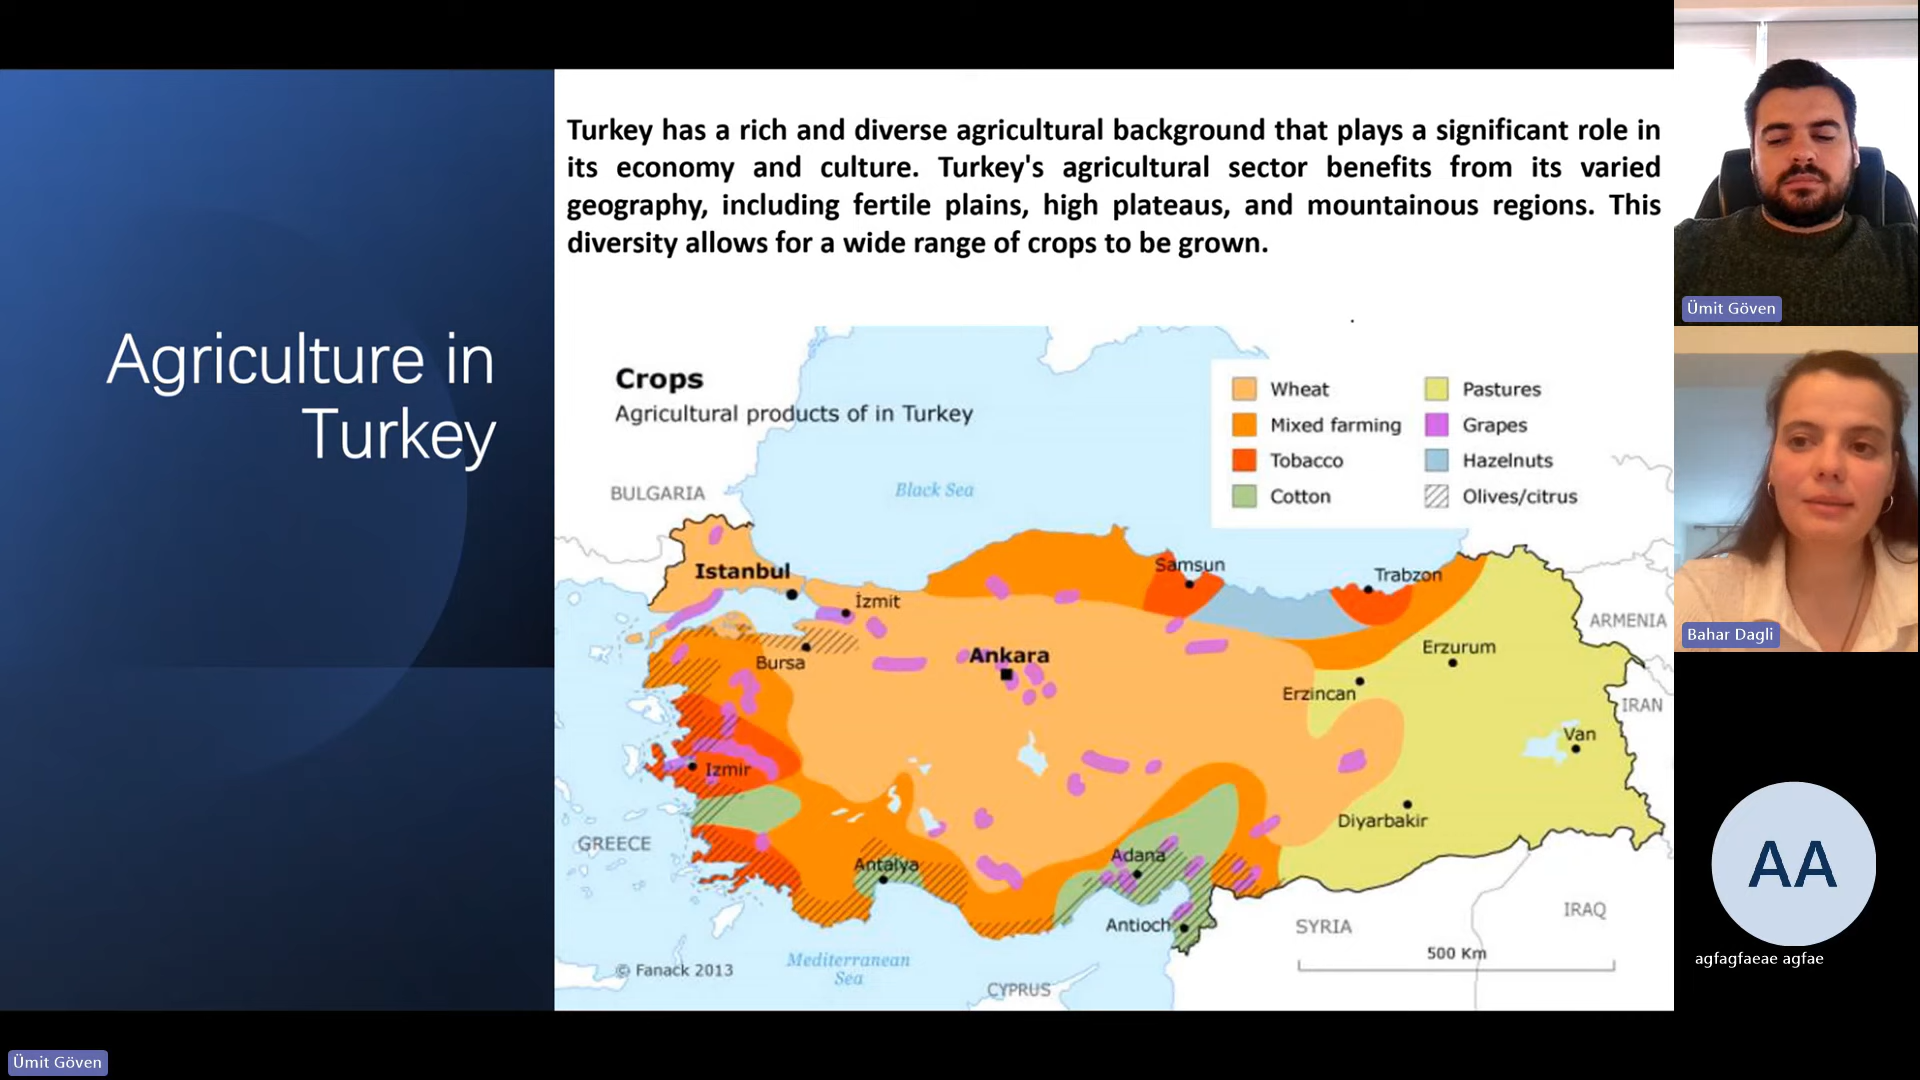 Agriculture in
Turkey
Turkey has a rich and diverse agricultural background that plays a significant role in
its economy and culture. Turkey's agricultural sector benefits from its varied
geography, including fertile plains, high plateaus, and mountainous regions. This
diversity allows for a wide range of crops to be grown.
Crops
Agricultural products of in Turkey
Wheat
Mixed farming
Tobacco
Cotton
Pastures
Grapes
Hazelnuts
Olives/citrus
BULGARIA
Black Sea
Istanbul
İzmit
Samsun
Trabzon
ARMENIA
Bursa
Ankara
Erzurum
Erzincan
IRAN
Van
Izmir
Diyarbakir
GREECE
Antalya
Adana
Antioch
SYRIA
IRAQ
Mediterranean
Sea
500 Km
© Fanack 2013
CYPRUS
Ümit Göven
Bahar Dagli
AA
agfagfaeae agfae
Ümit Göven